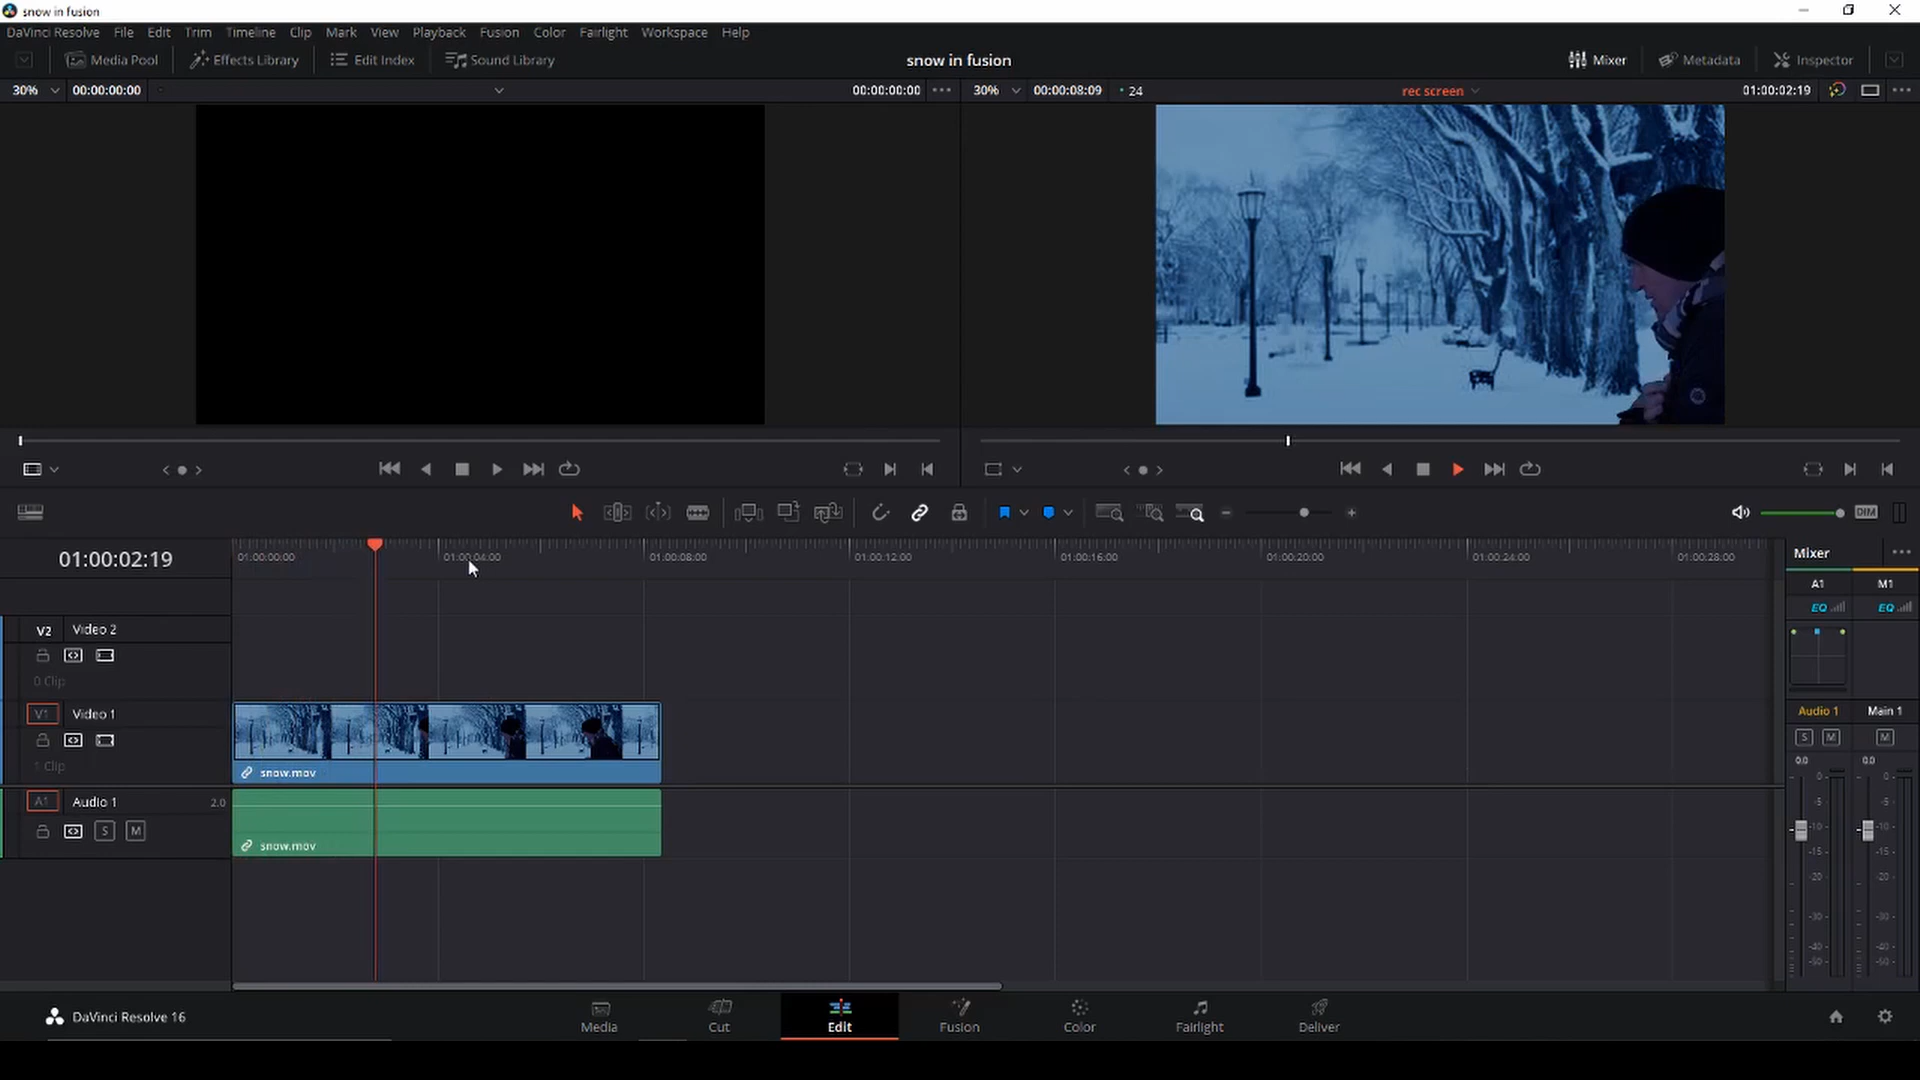 snow in fusion
DaVinci Resolve File Edit Trim Timeline Clip Mark View Playback Fusion Color Fairlight Workspace Help
Media Pool Effects Library Edit Index Sound Library snow in fusion Mixer Metadata Inspector
30% 00:00:00:00 00:00:00:00 30% 00:00:08:09 24 rec screen 01:00:02:19
DIM
01:00:02:19 01:00:00:00 01:00:04:00 01:00:08:00 01:00:12:00 01:00:16:00 01:00:20:00 01:00:24:00 01:00:28:00 Mixer
A1 M1
EQ EQ
V2 Video 2
0 Clip
V1 Video 1
Audio 1 Main 1
S M M
1 Clip
0.0 0.0
snow.mov
A1 Audio 1 2.0
S M
snow.mov
0 0
-5 -5
-10 -10
-15 -15
-20 -20
-30 -30
-40 -40
-50 -50
DaVinci Resolve 16 Media Cut Edit Fusion Color Fairlight Deliver